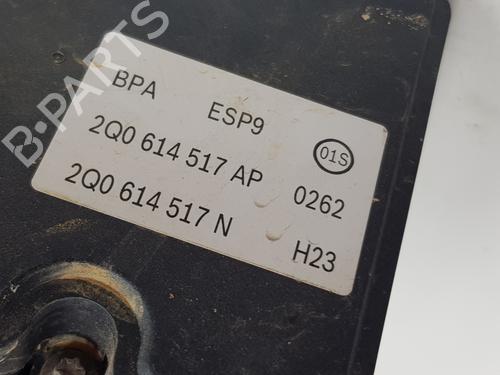 B-PARTS
BPA ESP9
2Q0 614 517 AP 01S
0262
2Q0 614 517 N
H23